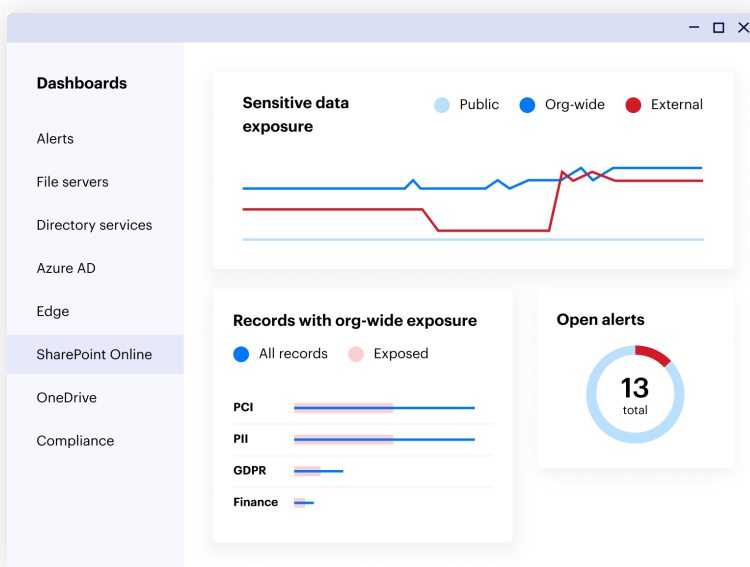 Dashboards
Alerts
File servers
Directory services
Azure AD
Edge
SharePoint Online
OneDrive
Compliance
Sensitive data
exposure
Public
Org-wide
External
Records with org-wide exposure
All records
Exposed
PCI
PII
GDPR
Finance
Open alerts
13
total